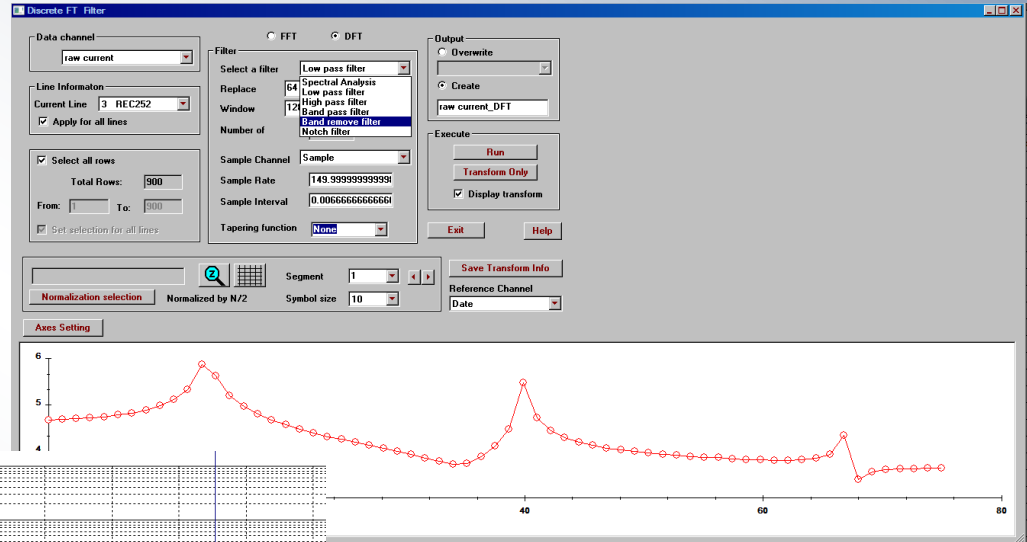 Discrete FT Filter
Data channel
raw current
Line Informaton
Current Line 3 REC252
Apply for all lines
Select all rows
Total Rows: 900
From: 1 To: 900
Set selection for all lines
FFT DFT
Filter
Select a filter Low pass filter
Spectral Analysis
Low pass filter
High pass filter
Band pass filter
Band remove filter
Notch filter
Replace 64
Window
Number of
Sample Channel Sample
Sample Rate 149.9999999999
Sample Interval 0.0066666666666
Tapering function None
Output
Overwrite
Create
raw current_DFT
Execute
Run
Transform Only
Display transform
Exit Help
Normalization selection Normalized by N/2
Segment 1
Symbol size 10
Save Transform Info
Reference Channel
Date
Axes Setting
6
5
4
40 60 80